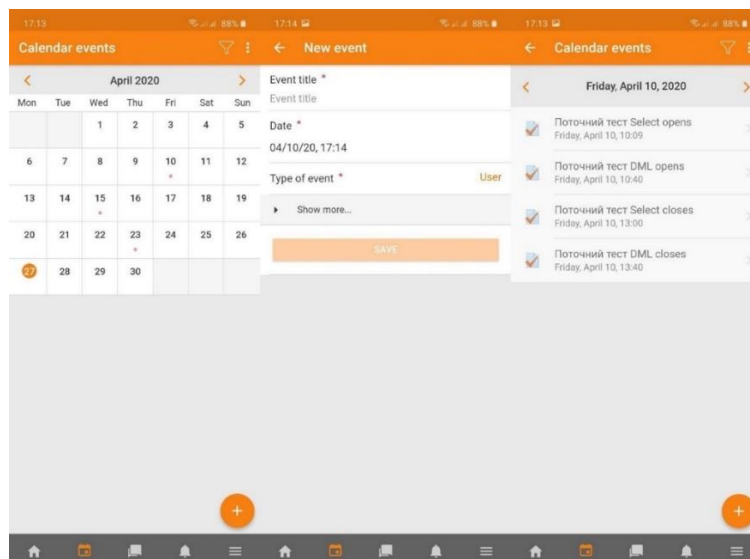 17:13
88%
Calendar events
April 2020
Mon Tue Wed Thu Fri Sat Sun
1 2 3 4 5
6 7 8 9 10 11 12
13 14 15 16 17 18 19
20 21 22 23 24 25 26
27 28 29 30
17:14
88%
New event
Event title *
Event title
Date *
04/10/20, 17:14
Type of event *
User
Show more...
SAVE
17:13
88%
Calendar events
Friday, April 10, 2020
Поточний тест Select opens
Friday, April 10, 10:09
Поточний тест DML opens
Friday, April 10, 10:40
Поточний тест Select closes
Friday, April 10, 13:00
Поточний тест DML closes
Friday, April 10, 13:40